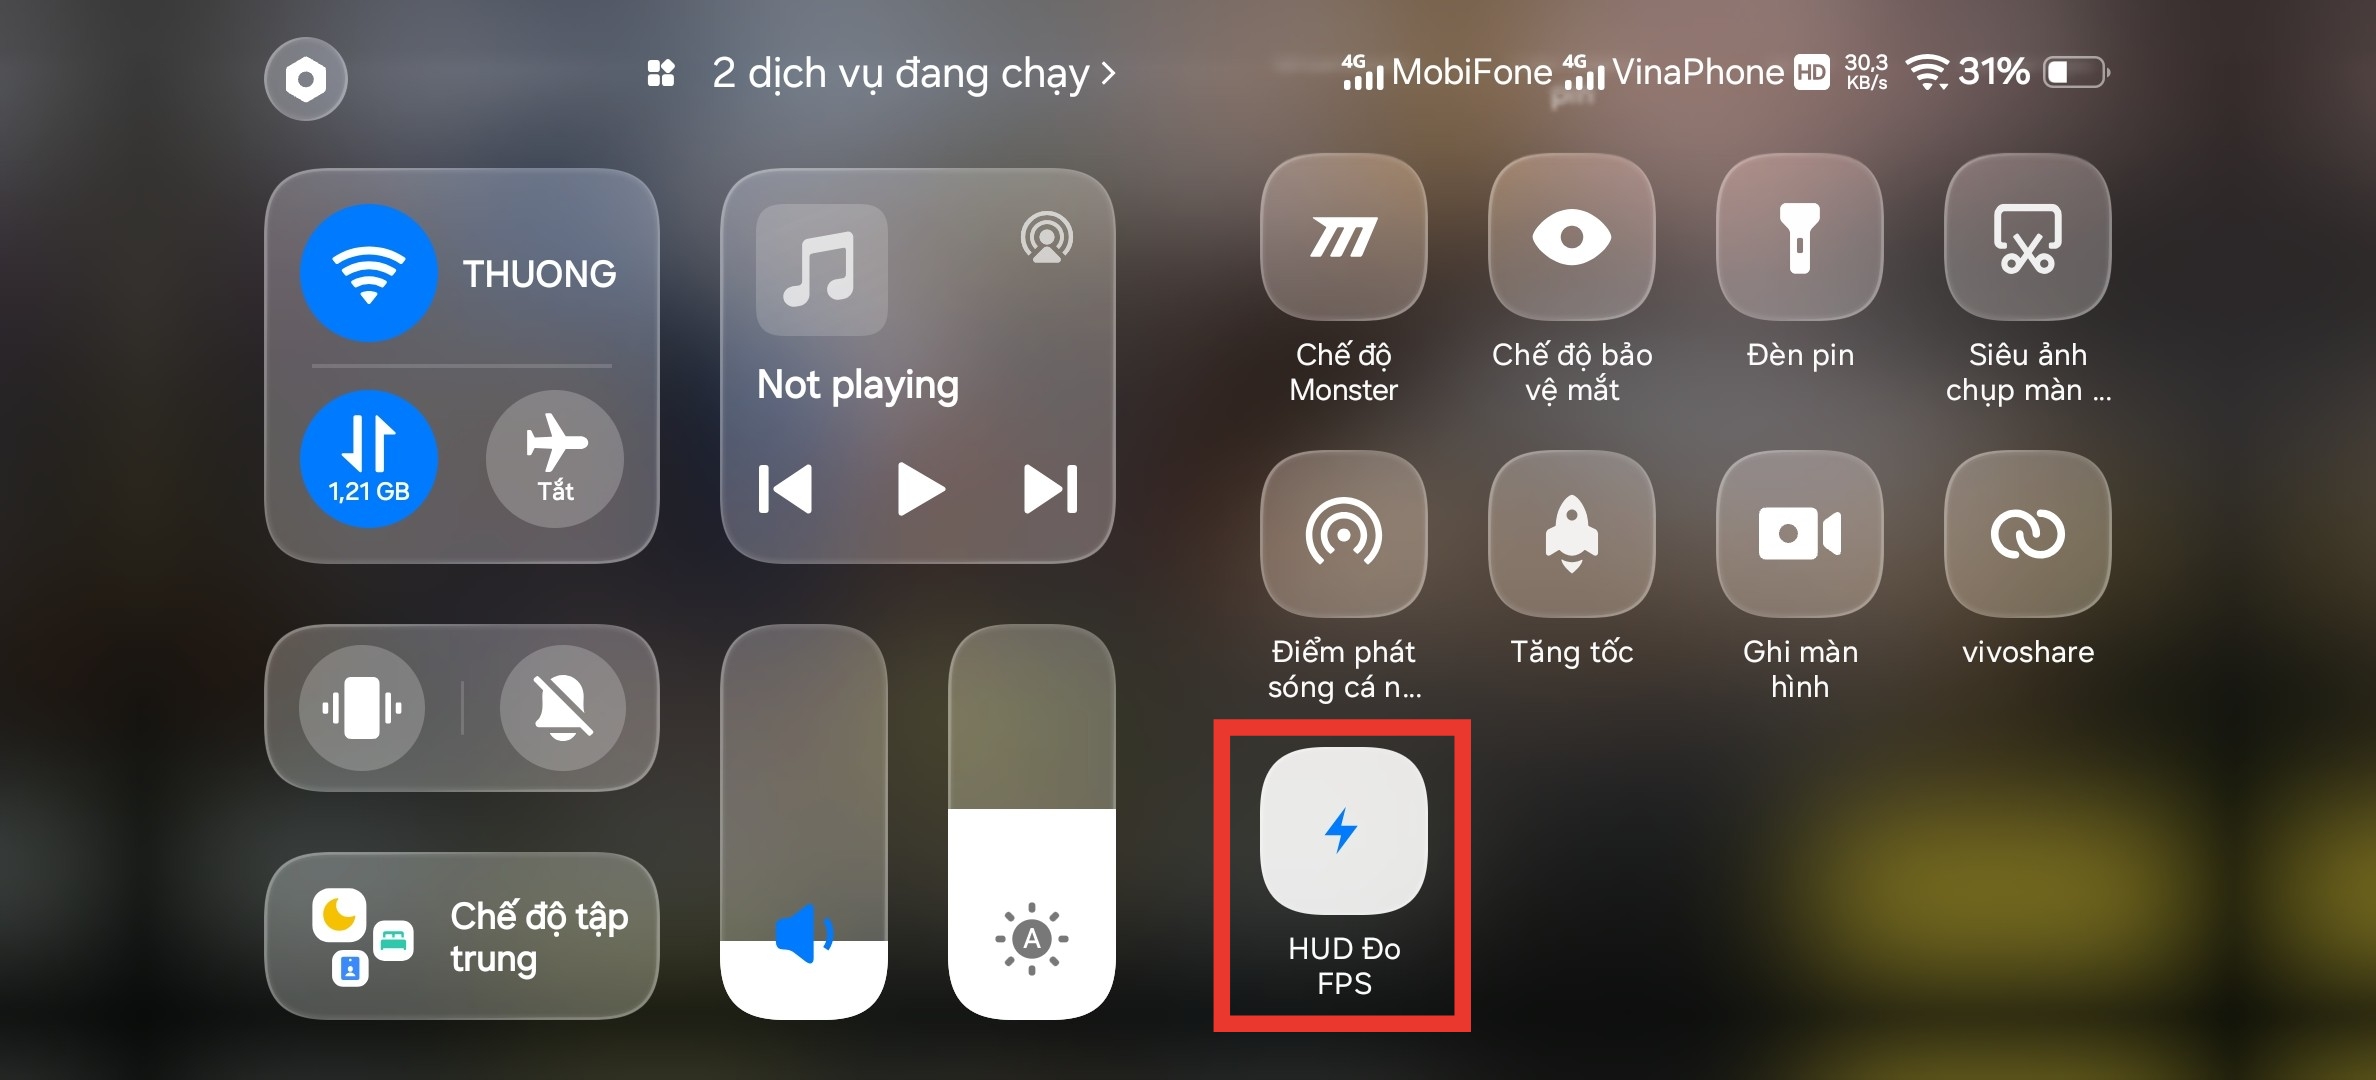 2 dịch vụ đang chạy
4G MobiFone 4G VinaPhone HD 30,3 KB/s 31%
THUONG
1,21 GB
Tắt
Not playing
Chế độ
Monster
Chế độ bảo
vệ mắt
Đèn pin
Siêu ảnh
chụp màn ...
Điểm phát
sóng cá n...
Tăng tốc
Ghi màn
hình
vivoshare
Chế độ tập
trung
A
HUD Đo
FPS